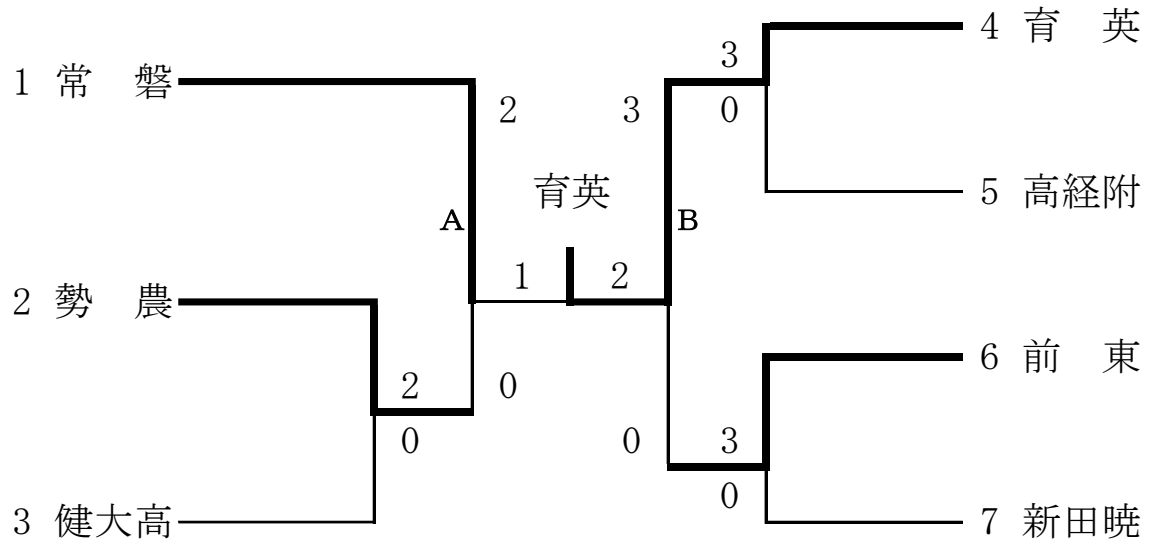 4 育 英
3
1 常 磐
2 3 0
育英
5 高経附
A B
1 2
2 勢 農
6 前 東
2 0
0 0 3
0
3 健大高
7 新田暁